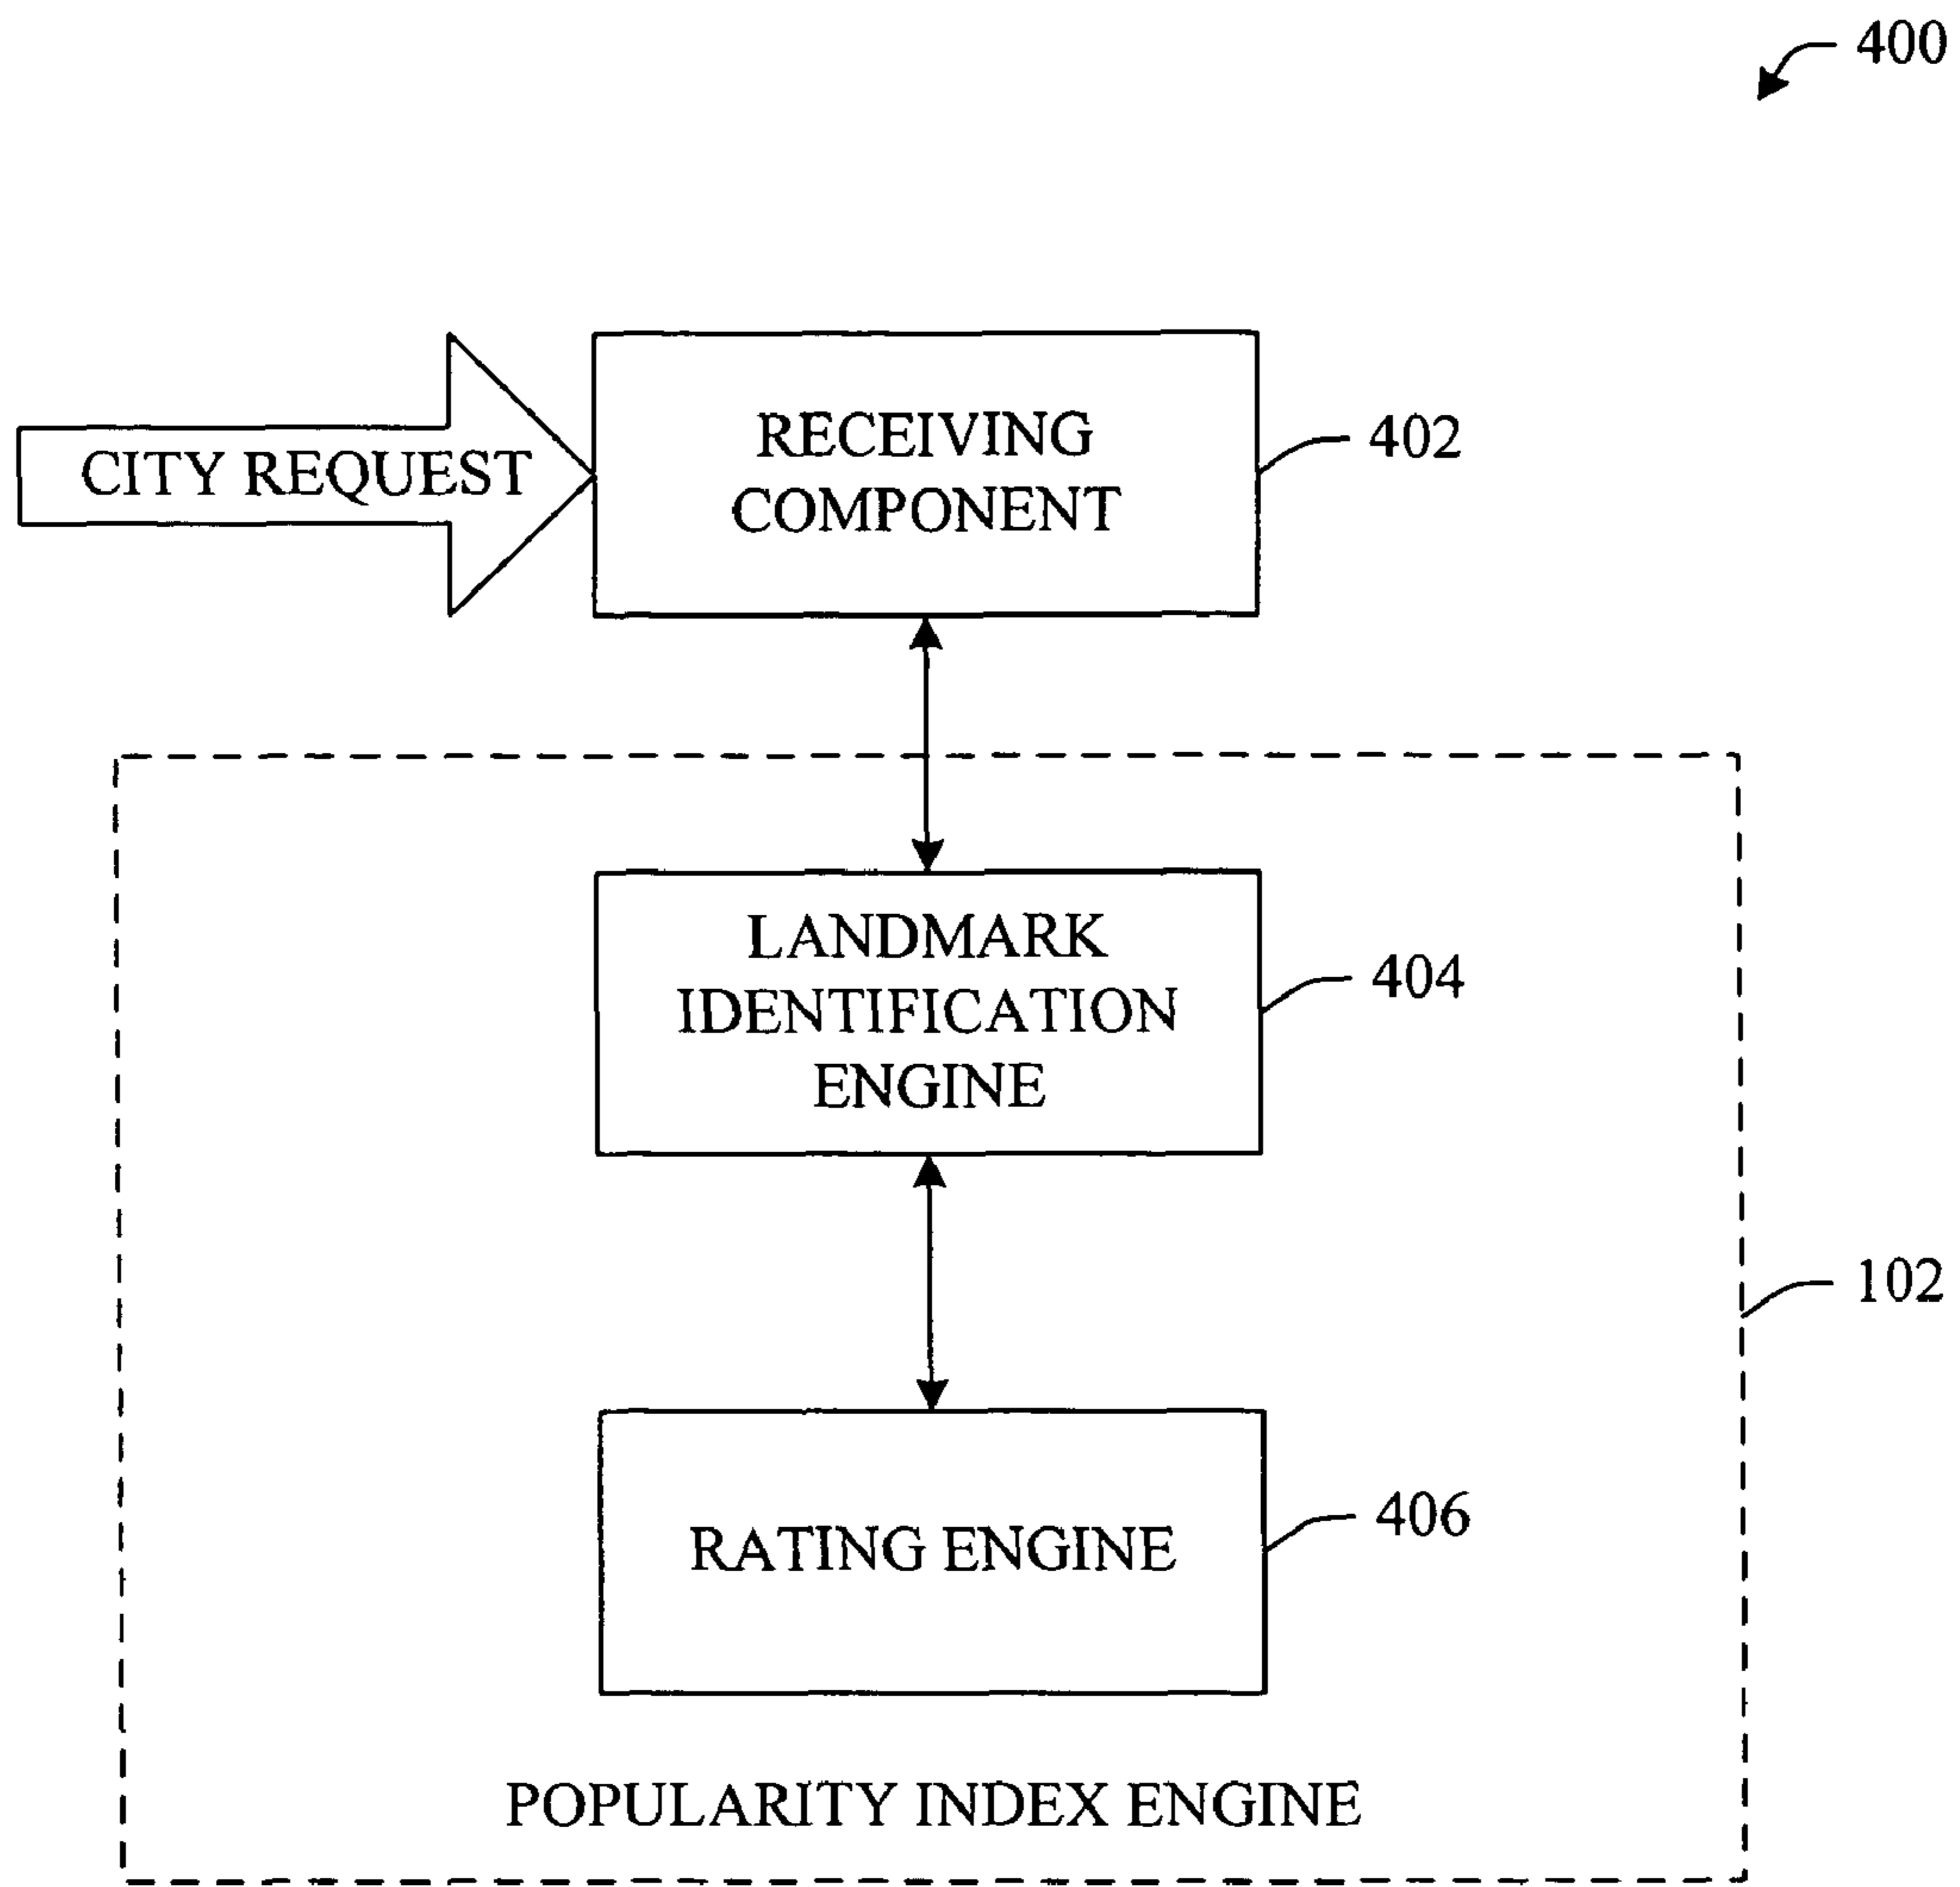 400
CITY REQUEST
RECEIVING
COMPONENT
402
LANDMARK
IDENTIFICATION
ENGINE
404
102
RATING ENGINE
406
POPULARITY INDEX ENGINE